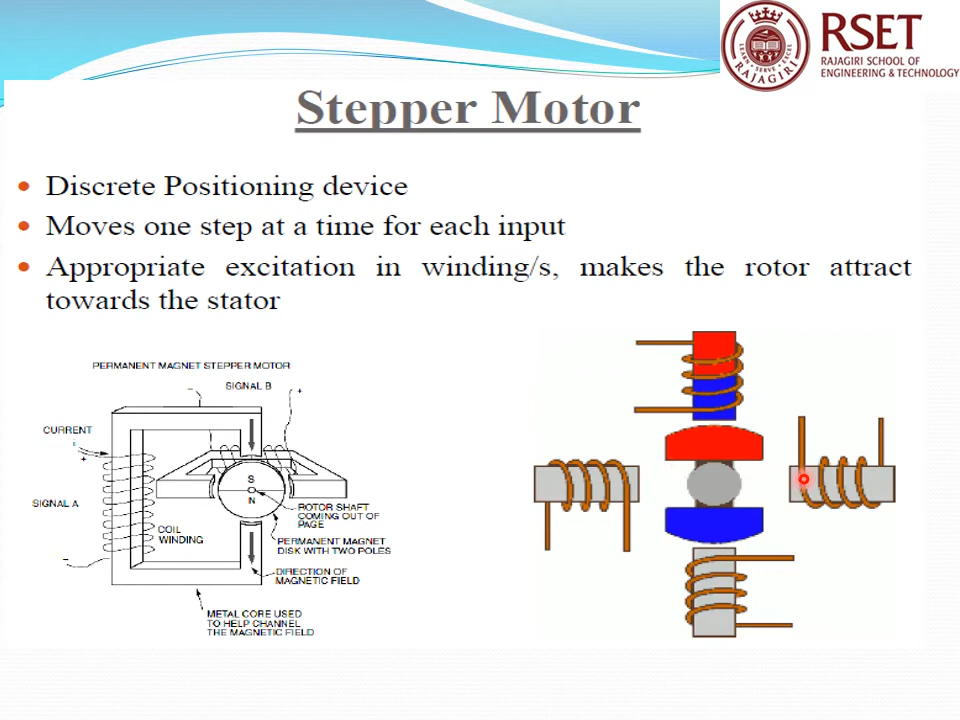 RSET
RAJAGIRI SCHOOL OF
ENGINEERING & TECHNOLOGY
LEARN · SERVE · EXCEL
RAJAGIRI
Stepper Motor
• Discrete Positioning device
• Moves one step at a time for each input
• Appropriate excitation in winding/s, makes the rotor attract
towards the stator
PERMANENT MAGNET STEPPER MOTOR
SIGNAL B
− +
CURRENT
i
+
SIGNAL A
−
COIL
WINDING
S
N
ROTOR SHAFT
COMING OUT OF
PAGE
PERMANENT MAGNET
DISK WITH TWO POLES
DIRECTION OF
MAGNETIC FIELD
METAL CORE USED
TO HELP CHANNEL
THE MAGNETIC FIELD